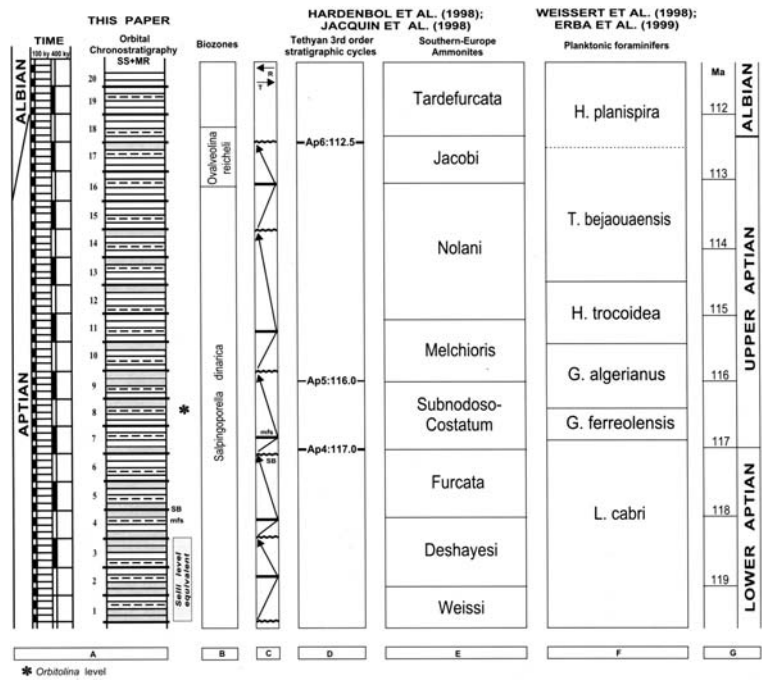 THIS PAPER
HARDENBOL ET AL. (1998);
JACQUIN ET AL. (1998)
WEISSERT ET AL. (1998);
ERBA ET AL. (1999)
TIME
100 ky 400 ky
Orbital
Chronostratigraphy
SS+MR
Biozones
Tethyan 3rd order
stratigraphic cycles
Southern-Europe
Ammonites
Planktonic foraminifers
Ma
ALBIAN
APTIAN
20
19
18
17
16
15
14
13
12
11
10
9
8
7
6
5
4
3
2
1
*
SB
mfs
Selli level
equivalent
Ovalveolina
reicheli
Salpingoporella dinarica
R
T
mfs
SB
Ap6:112.5
Ap5:116.0
Ap4:117.0
Tardefurcata
Jacobi
Nolani
Melchioris
Subnodoso-
Costatum
Furcata
Deshayesi
Weissi
H. planispira
T. bejaouaensis
H. trocoidea
G. algerianus
G. ferreolensis
L. cabri
112
113
114
115
116
117
118
119
ALBIAN
UPPER APTIAN
LOWER APTIAN
A
B
C
D
E
F
G
* Orbitolina level